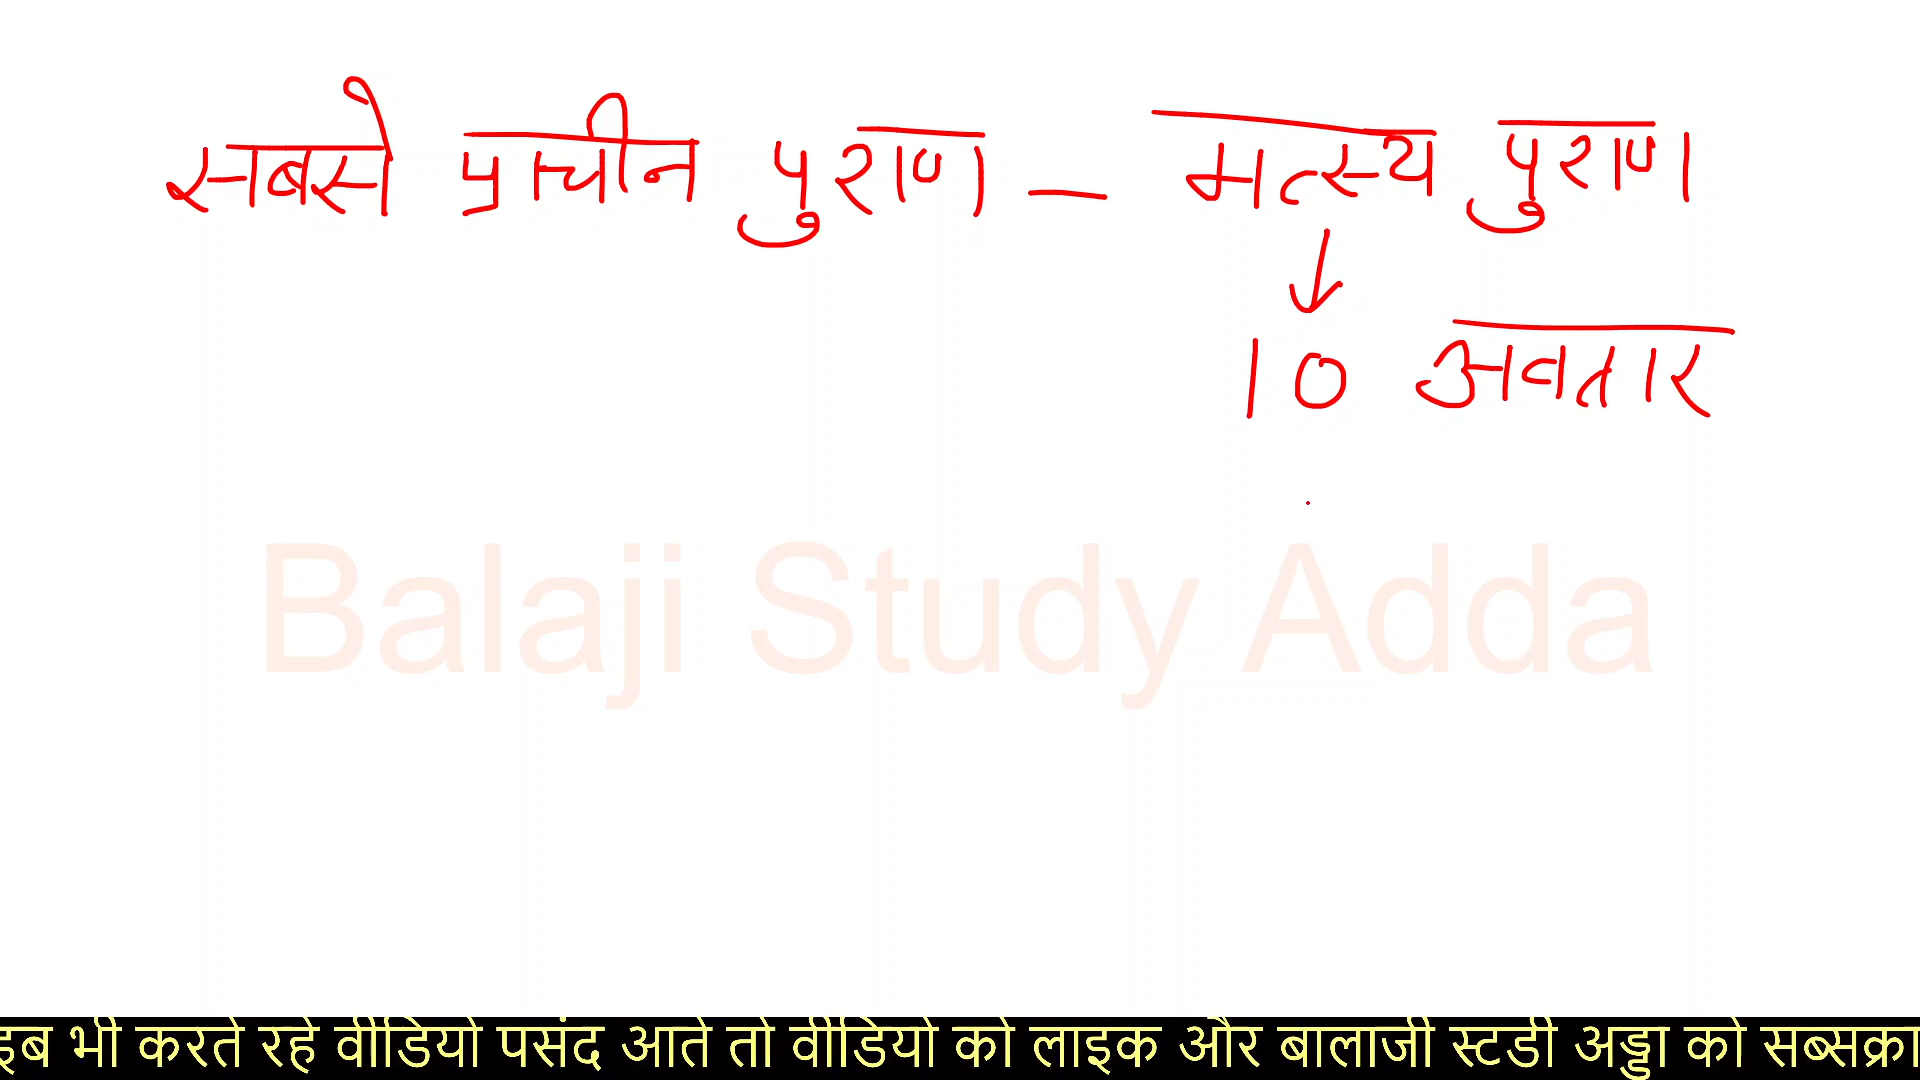 सबसे प्राचीन पुराण — मत्स्य पुराण
↓
10 अवतार
Balaji Study Adda
इब भी करते रहे वीडियो पसंद आते तो वीडियो को लाइक और बालाजी स्टडी अड्डा को सब्सक्रा